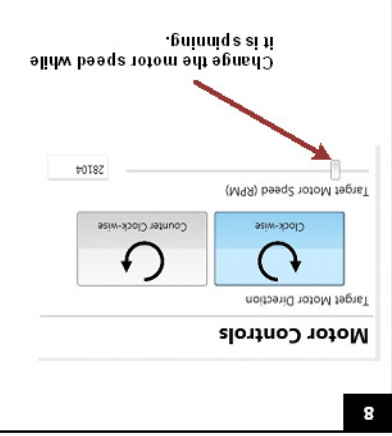 8
Motor Controls
Target Motor Direction
Clock-wise
Counter Clock-wise
Target Motor Speed (RPM)
28104
Change the motor speed while
it is spinning.